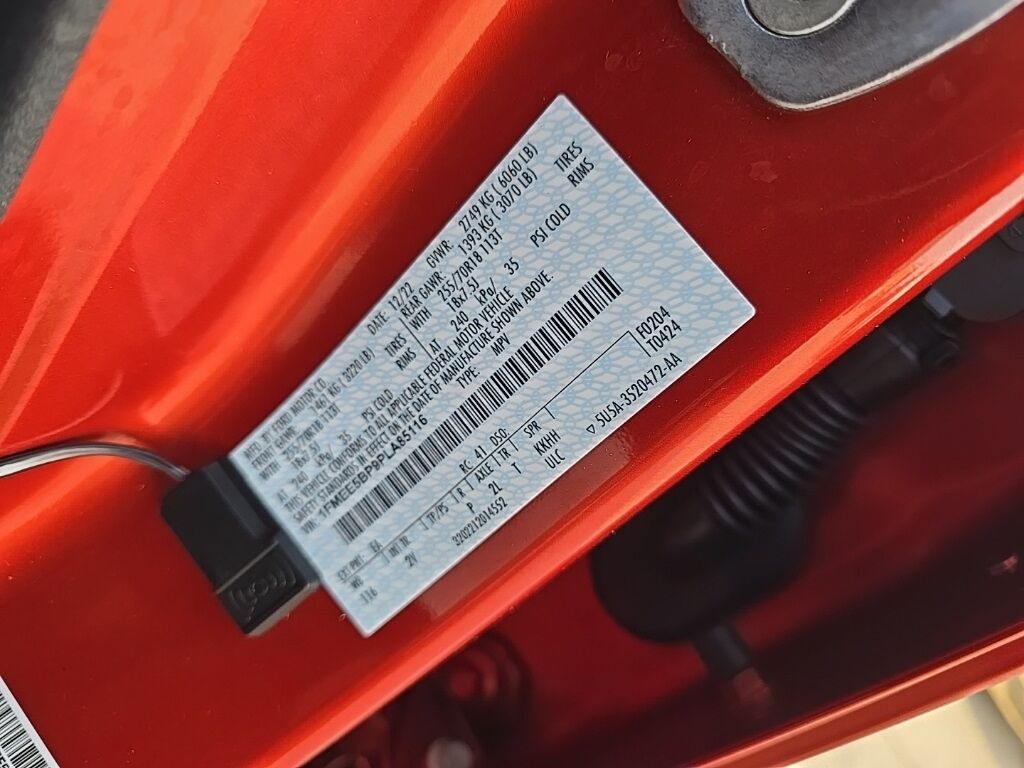 MFD. BY FORD MOTOR CO.
DATE: 12/22 GVWR: 2749 KG ( 6060 LB)
REAR GAWR: 1393 KG ( 3070 LB)
WITH 255/70R18 113T TIRES WITH 255/70R18 113T TIRES
18x7.5J RIMS 18x7.5J RIMS
AT 240 kPa/ 35 PSI COLD AT 240 kPa/ 35 PSI COLD
THIS VEHICLE CONFORMS TO ALL APPLICABLE FEDERAL MOTOR VEHICLE
SAFETY STANDARDS IN EFFECT ON THE DATE OF MANUFACTURE SHOWN ABOVE.
TYPE: MPV
EXT PNT: E4 RC: 41 DSO:
WB INT TR TP/PS R AXLE TR SPR
116 2V P 2L T KKHH
3202212014552 ULC
F0204
T0424
▽ 5U5A-3520472-AA